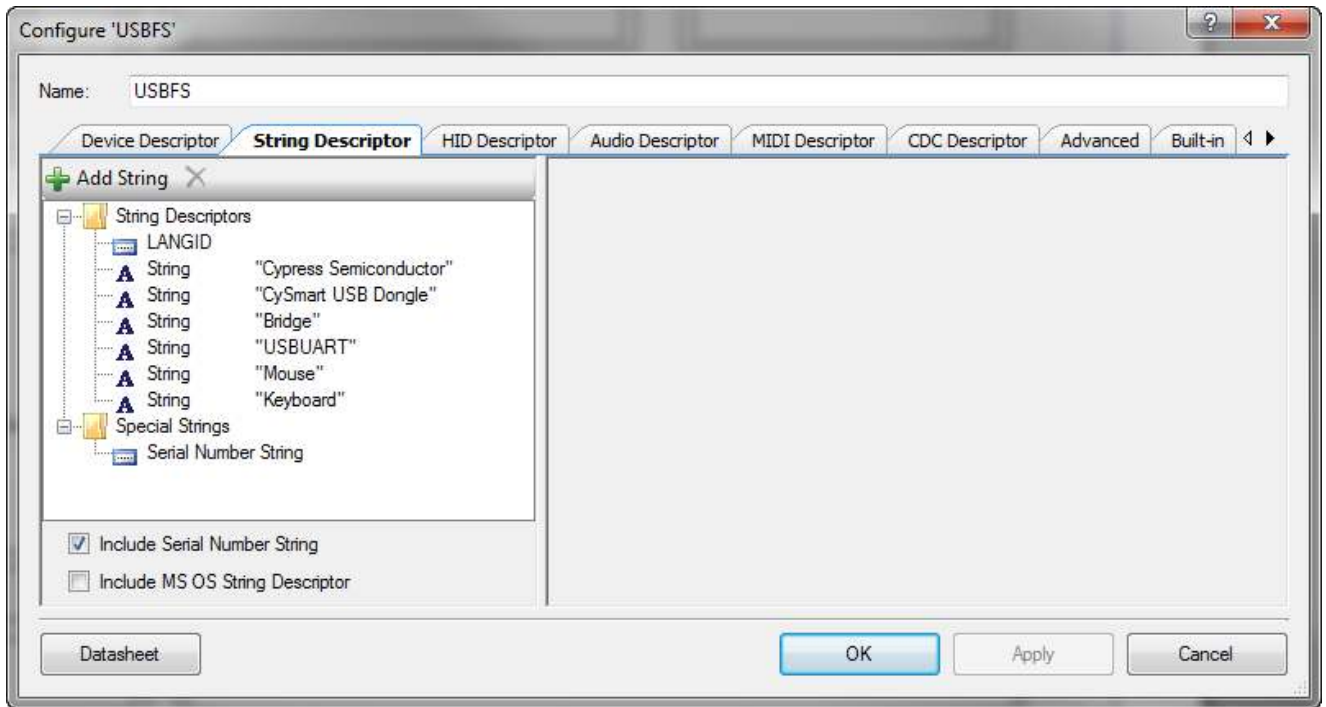 Configure 'USBFS'
Name: USBFS
Device Descriptor String Descriptor HID Descriptor Audio Descriptor MIDI Descriptor CDC Descriptor Advanced Built-in
Add String
String Descriptors
LANGID
String "Cypress Semiconductor"
String "CySmart USB Dongle"
String "Bridge"
String "USBUART"
String "Mouse"
String "Keyboard"
Special Strings
Serial Number String
Include Serial Number String
Include MS OS String Descriptor
Datasheet OK Apply Cancel